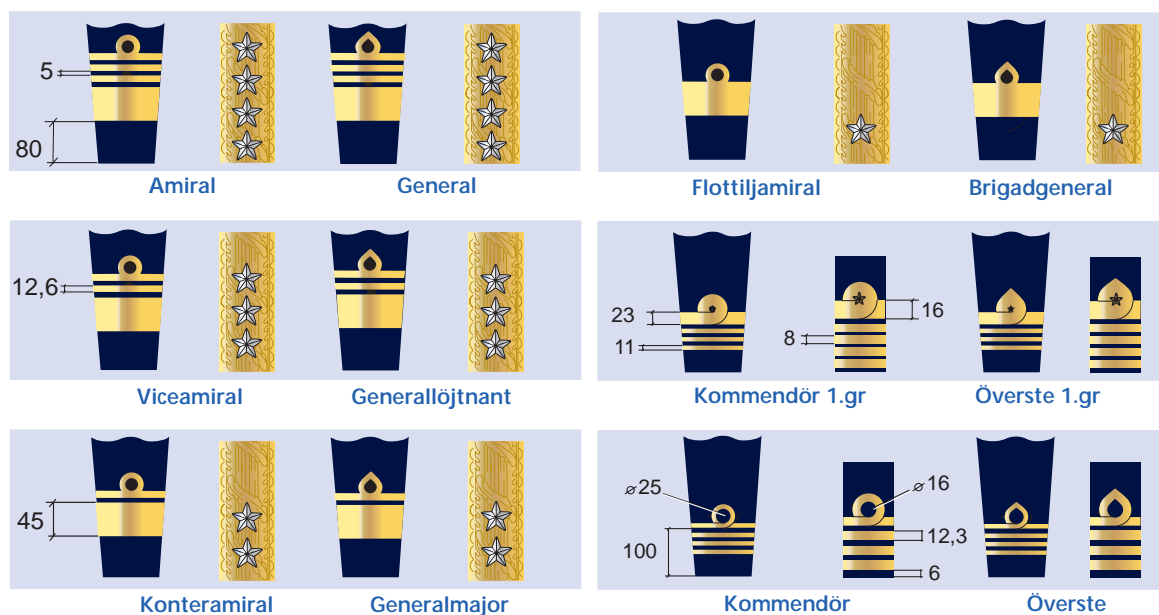 5
80
Amiral General
Flottiljamiral Brigadgeneral
12,6
Viceamiral Generallöjtnant
23
11
8
16
Kommendör 1.gr Överste 1.gr
45
Konteramiral Generalmajor
⌀25
100
⌀16
12,3
6
Kommendör Överste